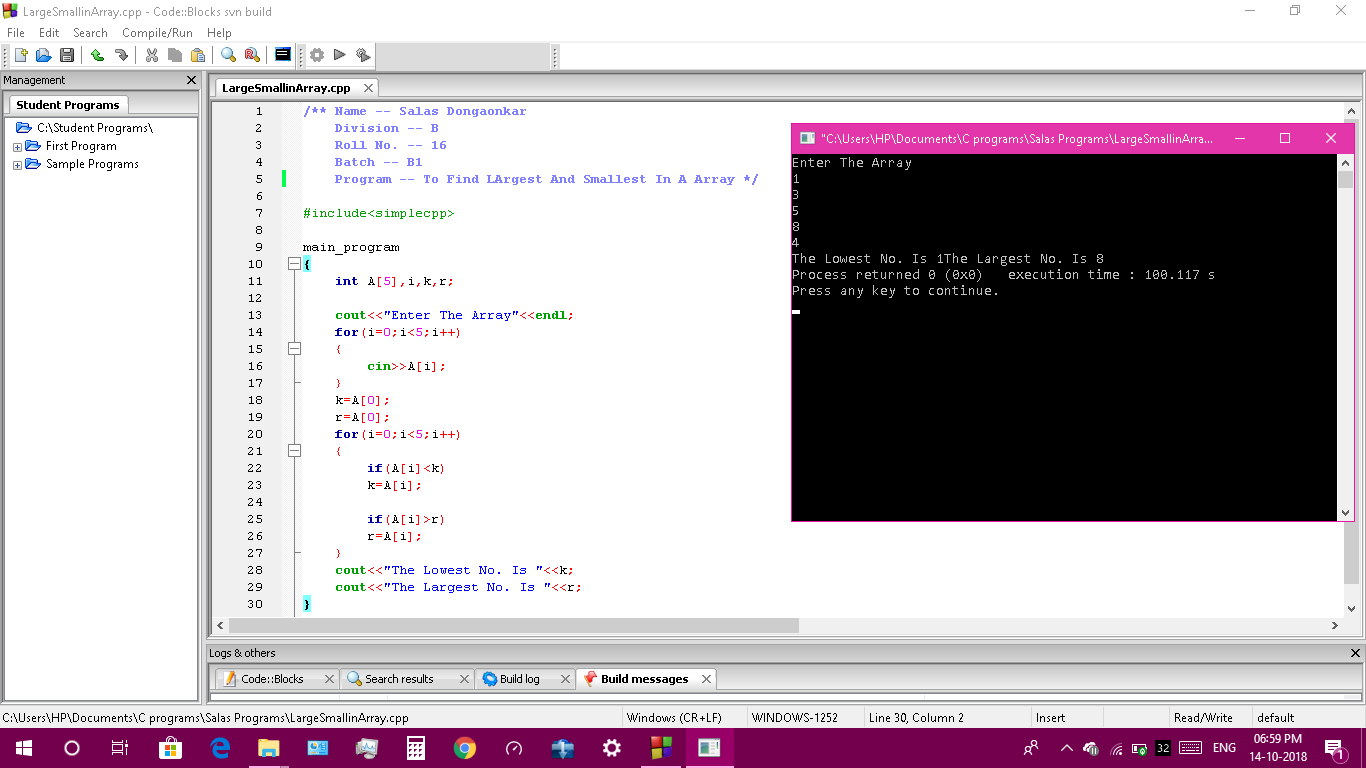 LargeSmallinArray.cpp - Code::Blocks svn build
File Edit Search Compile/Run Help
Management
Student Programs
C:\Student Programs\
First Program
Sample Programs
LargeSmallinArray.cpp
1 /** Name -- Salas Dongaonkar
2 Division -- B
3 Roll No. -- 16
4 Batch -- B1
5 Program -- To Find LArgest And Smallest In A Array */
6
7 #include<simplecpp>
8
9 main_program
10 {
11 int A[5],i,k,r;
12
13 cout<<"Enter The Array"<<endl;
14 for(i=0;i<5;i++)
15 {
16 cin>>A[i];
17 }
18 k=A[0];
19 r=A[0];
20 for(i=0;i<5;i++)
21 {
22 if(A[i]<k)
23 k=A[i];
24
25 if(A[i]>r)
26 r=A[i];
27 }
28 cout<<"The Lowest No. Is "<<k;
29 cout<<"The Largest No. Is "<<r;
30 }
"C:\Users\HP\Documents\C programs\Salas Programs\LargeSmallinArra...
Enter The Array
1
3
5
8
4
The Lowest No. Is 1The Largest No. Is 8
Process returned 0 (0x0) execution time : 100.117 s
Press any key to continue.
Logs & others
Code::Blocks Search results Build log Build messages
C:\Users\HP\Documents\C programs\Salas Programs\LargeSmallinArray.cpp Windows (CR+LF) WINDOWS-1252 Line 30, Column 2 Insert Read/Write default
32 ENG 06:59 PM
14-10-2018
1